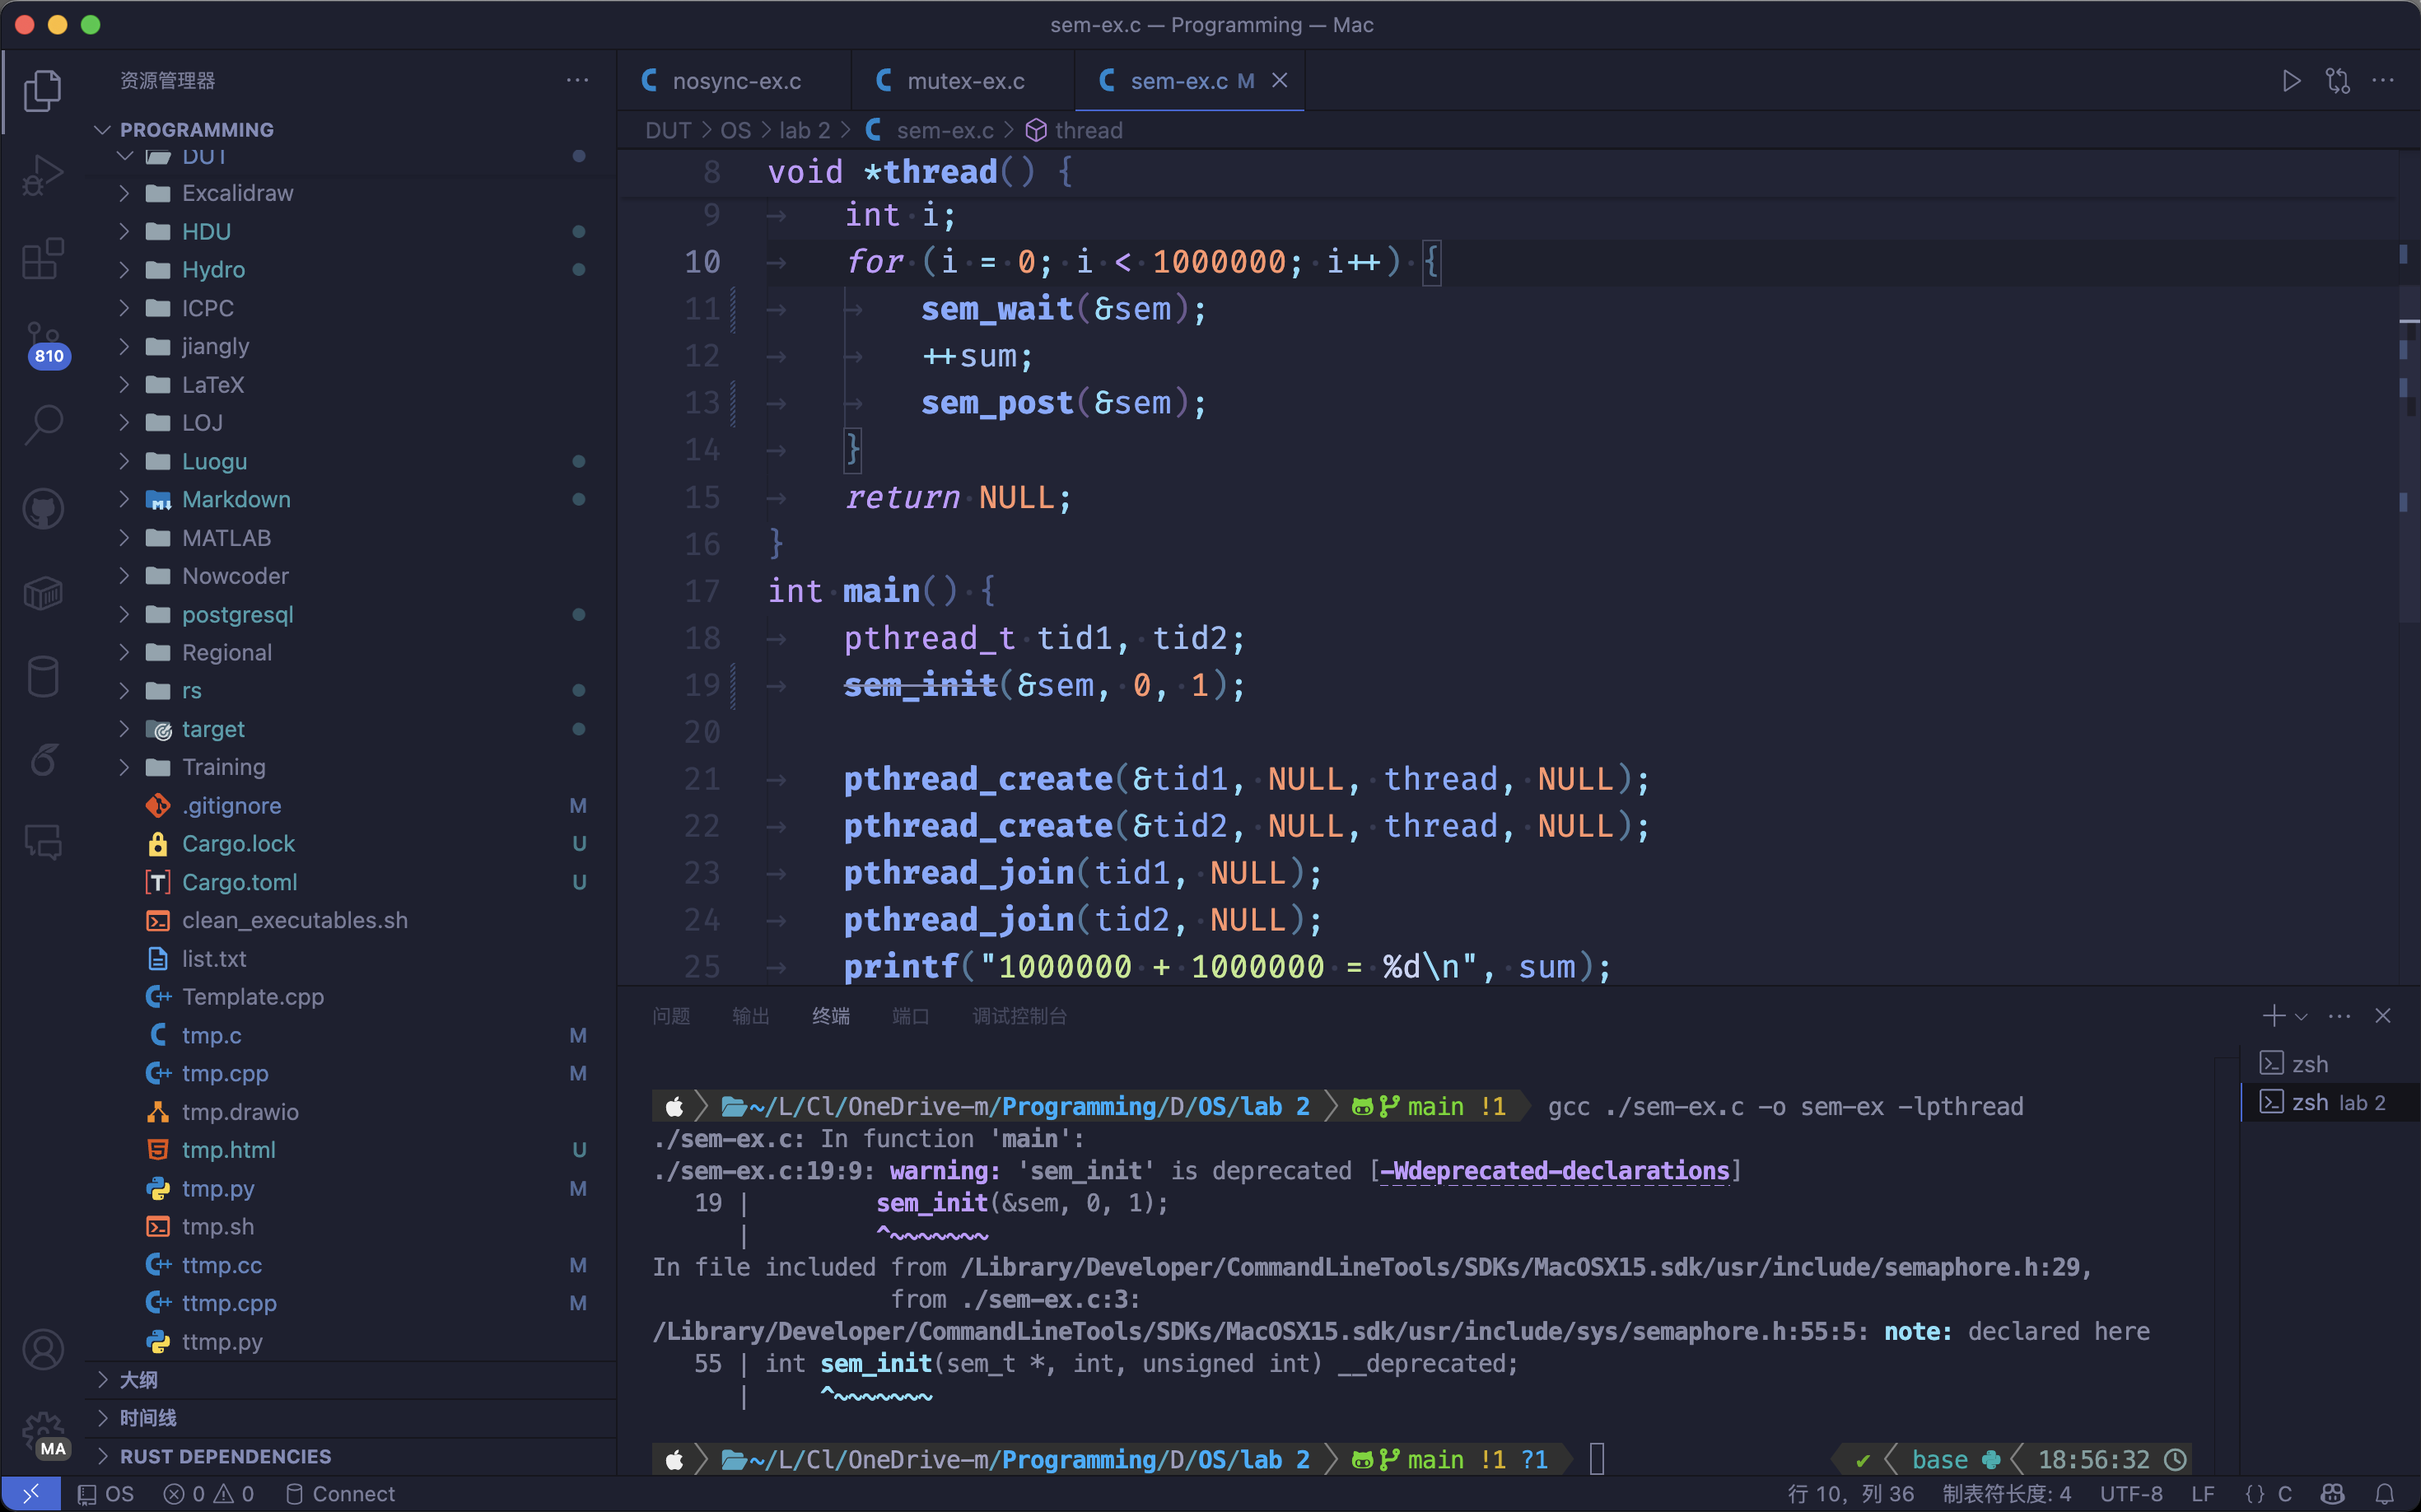 sem-ex.c — Programming — Mac
资源管理器
PROGRAMMING
DUT
Excalidraw
HDU
Hydro
ICPC
jiangly
LaTeX
LOJ
Luogu
Markdown
MATLAB
Nowcoder
postgresql
Regional
rs
target
Training
.gitignore M
Cargo.lock U
Cargo.toml U
clean_executables.sh
list.txt
Template.cpp
tmp.c M
tmp.cpp M
tmp.drawio
tmp.html U
tmp.py M
tmp.sh
ttmp.cc M
ttmp.cpp M
ttmp.py
大纲
时间线
RUST DEPENDENCIES
810
MA
nosync-ex.c mutex-ex.c sem-ex.c M
DUT > OS > lab 2 > sem-ex.c > thread
8 void *thread() {
9 int i;
10 for (i = 0; i < 1000000; i++) {
11 sem_wait(&sem);
12 ++sum;
13 sem_post(&sem);
14 }
15 return NULL;
16 }
17 int main() {
18 pthread_t tid1, tid2;
19 sem_init(&sem, 0, 1);
20
21 pthread_create(&tid1, NULL, thread, NULL);
22 pthread_create(&tid2, NULL, thread, NULL);
23 pthread_join(tid1, NULL);
24 pthread_join(tid2, NULL);
25 printf("1000000 + 1000000 = %d\n", sum);
问题 输出 终端 端口 调试控制台
~/L/Cl/OneDrive-m/Programming/D/OS/lab 2 main !1 gcc ./sem-ex.c -o sem-ex -lpthread
./sem-ex.c: In function 'main':
./sem-ex.c:19:9: warning: 'sem_init' is deprecated [-Wdeprecated-declarations]
19 | sem_init(&sem, 0, 1);
| ^~~~~~~~
In file included from /Library/Developer/CommandLineTools/SDKs/MacOSX15.sdk/usr/include/semaphore.h:29,
from ./sem-ex.c:3:
/Library/Developer/CommandLineTools/SDKs/MacOSX15.sdk/usr/include/sys/semaphore.h:55:5: note: declared here
55 | int sem_init(sem_t *, int, unsigned int) __deprecated;
| ^~~~~~~~
~/L/Cl/OneDrive-m/Programming/D/OS/lab 2 main !1 ?1 ✔ base 18:56:32
zsh
zsh lab 2
OS 0 0 Connect 行 10，列 36 制表符长度: 4 UTF-8 LF {} C